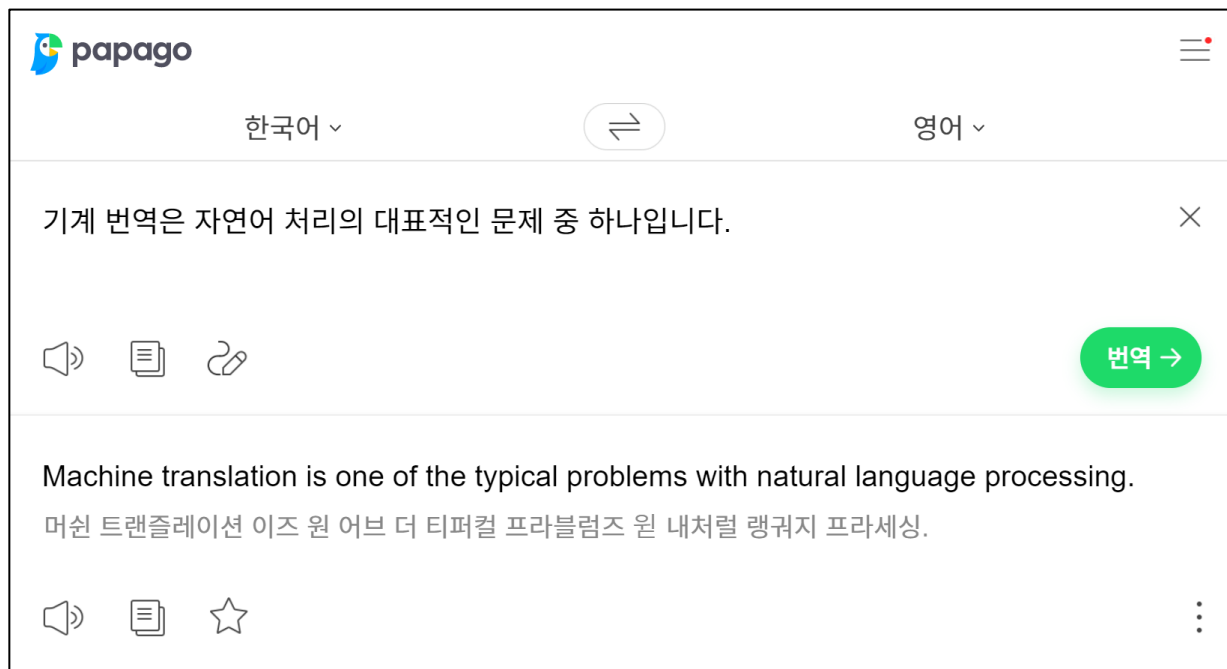 papago
한국어
영어
기계 번역은 자연어 처리의 대표적인 문제 중 하나입니다.
번역
Machine translation is one of the typical problems with natural language processing.
머쉰 트랜즐레이션 이즈 원 어브 더 티퍼컬 프라블럼즈 윋 내처럴 랭궈지 프라세싱.